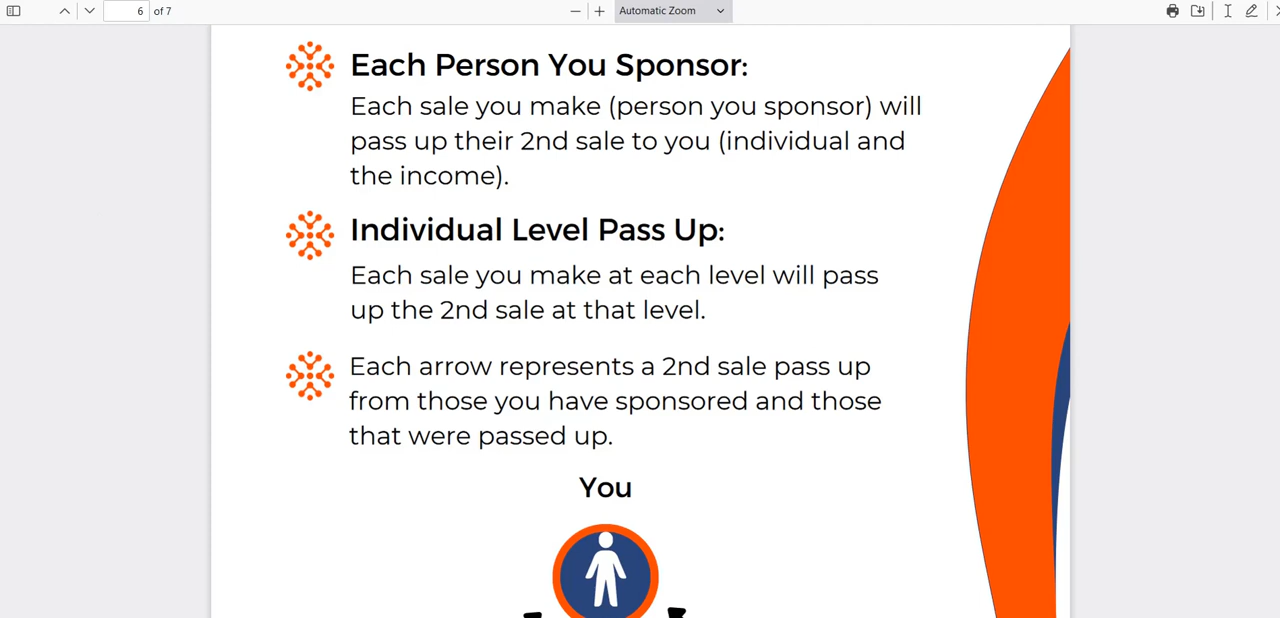 6 of 7
Automatic Zoom
Each Person You Sponsor:
Each sale you make (person you sponsor) will
pass up their 2nd sale to you (individual and
the income).
Individual Level Pass Up:
Each sale you make at each level will pass
up the 2nd sale at that level.
Each arrow represents a 2nd sale pass up
from those you have sponsored and those
that were passed up.
You